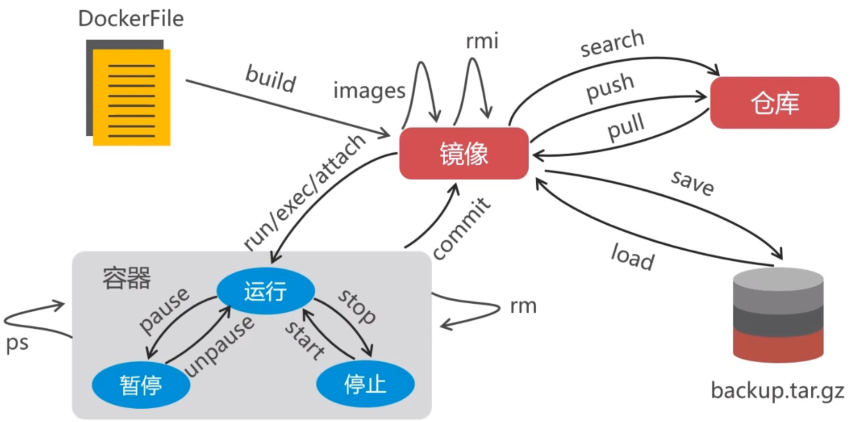 DockerFile
build
images
rmi
search
push
pull
仓库
镜像
run/exec/attach
commit
save
load
容器
运行
pause
unpause
stop
start
暂停
停止
ps
rm
backup.tar.gz